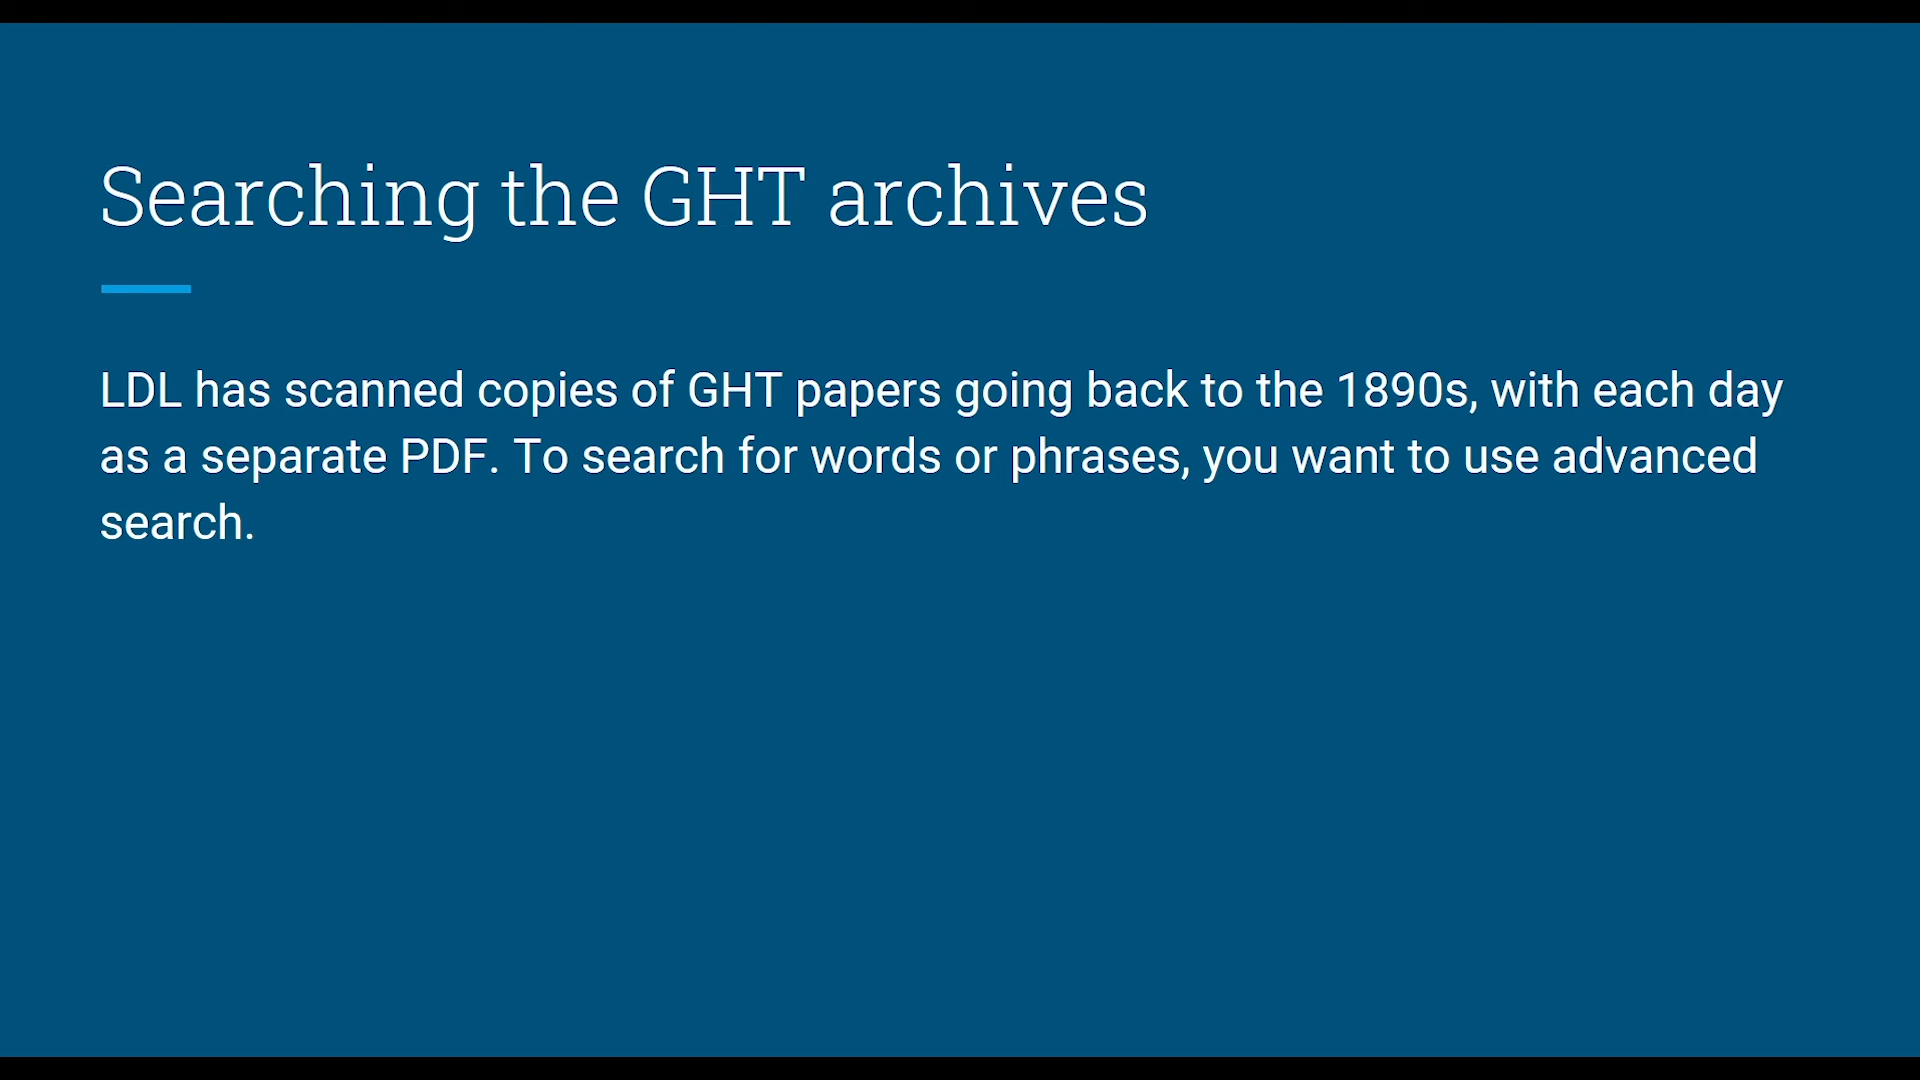 Searching the GHT archives
LDL has scanned copies of GHT papers going back to the 1890s, with each day
as a separate PDF. To search for words or phrases, you want to use advanced
search.